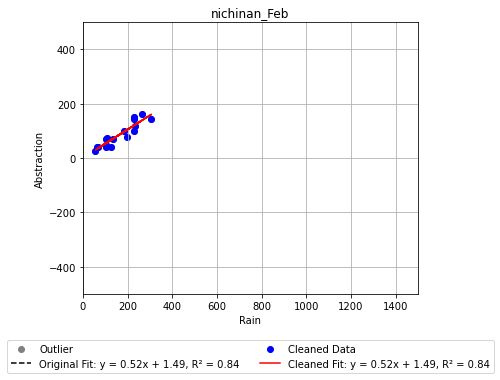 nichinan_Feb
400
200
0
−200
−400
Abstraction
0 200 400 600 800 1000 1200 1400
Rain
Outlier Cleaned Data
Original Fit: y = 0.52x + 1.49, R² = 0.84 Cleaned Fit: y = 0.52x + 1.49, R² = 0.84